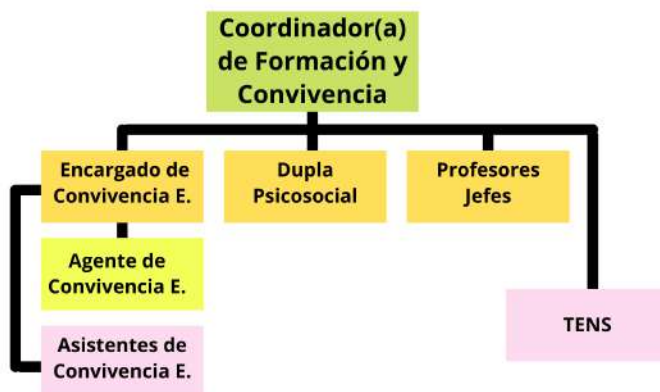 Coordinador(a)
de Formación y
Convivencia
Encargado de
Convivencia E.
Dupla
Psicosocial
Profesores
Jefes
Agente de
Convivencia E.
Asistentes de
Convivencia E.
TENS